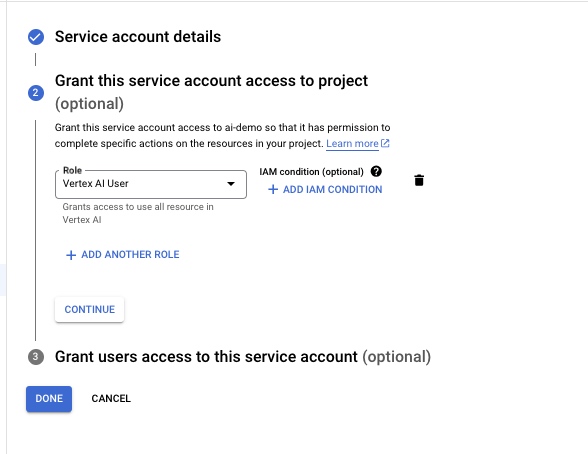 Service account details
2
Grant this service account access to project
(optional)
Grant this service account access to ai-demo so that it has permission to
complete specific actions on the resources in your project. Learn more
Role
Vertex AI User
IAM condition (optional) ?
+ ADD IAM CONDITION
Grants access to use all resource in
Vertex AI
+ ADD ANOTHER ROLE
CONTINUE
3 Grant users access to this service account (optional)
DONE CANCEL